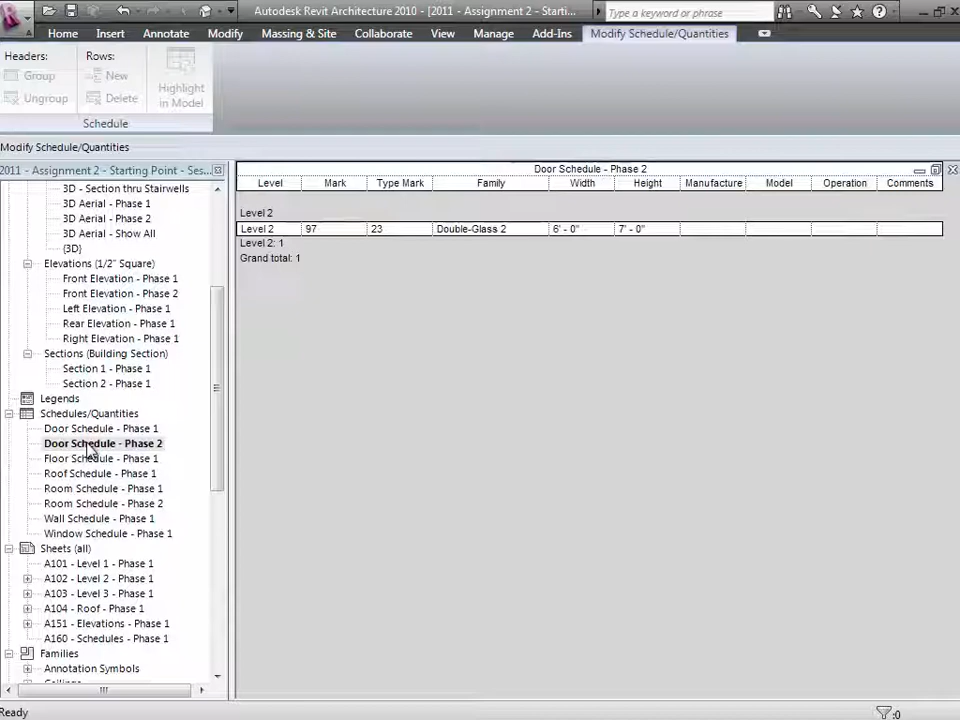 Autodesk Revit Architecture 2010 - [2011 - Assignment 2 - Starti...
Type a keyword or phrase
Home Insert Annotate Modify Massing & Site Collaborate View Manage Add-Ins Modify Schedule/Quantities
Headers: Rows:
Group New
Ungroup Delete
Highlight
in Model
Schedule
Modify Schedule/Quantities
2011 - Assignment 2 - Starting Point - Ses...
3D - Section thru Stairwells
3D Aerial - Phase 1
3D Aerial - Phase 2
3D Aerial - Show All
{3D}
Elevations (1/2" Square)
Front Elevation - Phase 1
Front Elevation - Phase 2
Left Elevation - Phase 1
Rear Elevation - Phase 1
Right Elevation - Phase 1
Sections (Building Section)
Section 1 - Phase 1
Section 2 - Phase 1
Legends
Schedules/Quantities
Door Schedule - Phase 1
Door Schedule - Phase 2
Floor Schedule - Phase 1
Roof Schedule - Phase 1
Room Schedule - Phase 1
Room Schedule - Phase 2
Wall Schedule - Phase 1
Window Schedule - Phase 1
Sheets (all)
A101 - Level 1 - Phase 1
A102 - Level 2 - Phase 1
A103 - Level 3 - Phase 1
A104 - Roof - Phase 1
A151 - Elevations - Phase 1
A160 - Schedules - Phase 1
Families
Annotation Symbols
Door Schedule - Phase 2
Level Mark Type Mark Family Width Height Manufacture Model Operation Comments
Level 2
Level 2 97 23 Double-Glass 2 6' - 0" 7' - 0"
Level 2: 1
Grand total: 1
Ready
:0